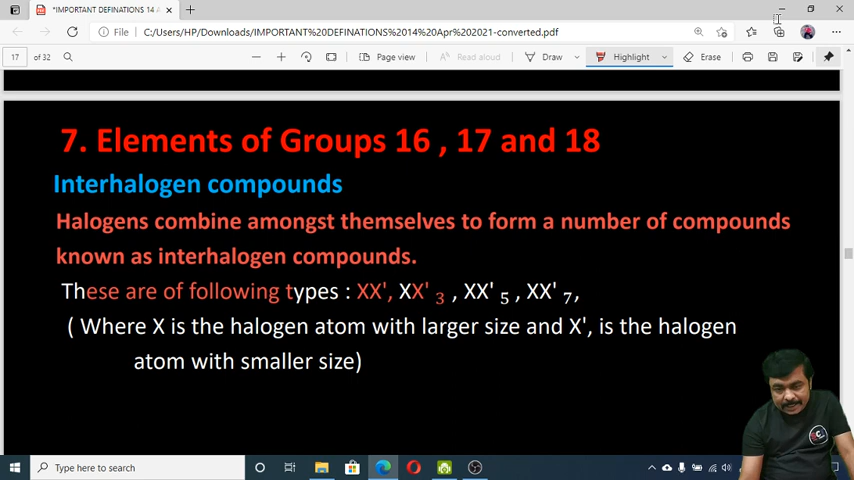 *IMPORTANT DEFINATIONS 14 A
File
C:/Users/HP/Downloads/IMPORTANT%20DEFINATIONS%2014%20Apr%202021-converted.pdf
17 of 32
Page view
Read aloud
Draw
Highlight
Erase
7. Elements of Groups 16 , 17 and 18
Interhalogen compounds
Halogens combine amongst themselves to form a number of compounds
known as interhalogen compounds.
These are of following types : XX', XX' 3 , XX' 5 , XX' 7,
( Where X is the halogen atom with larger size and X', is the halogen
atom with smaller size)
Type here to search